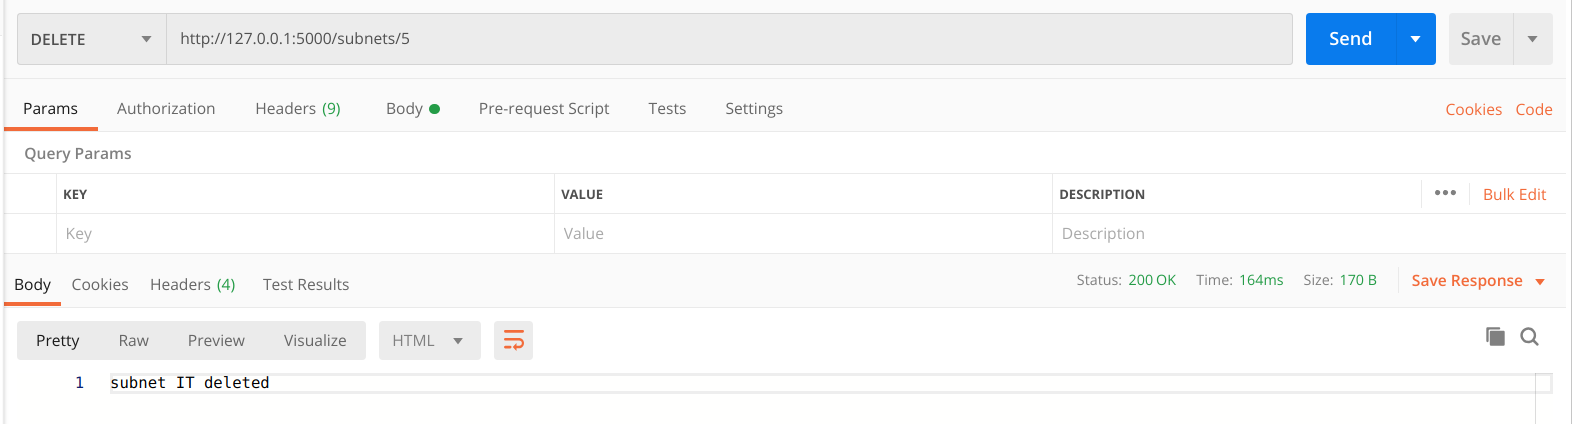 DELETE http://127.0.0.1:5000/subnets/5 Send Save
Params Authorization Headers (9) Body Pre-request Script Tests Settings Cookies Code
Query Params
KEY VALUE DESCRIPTION ••• Bulk Edit
Key Value Description
Body Cookies Headers (4) Test Results Status: 200 OK Time: 164ms Size: 170 B Save Response
Pretty Raw Preview Visualize HTML
1 subnet IT deleted